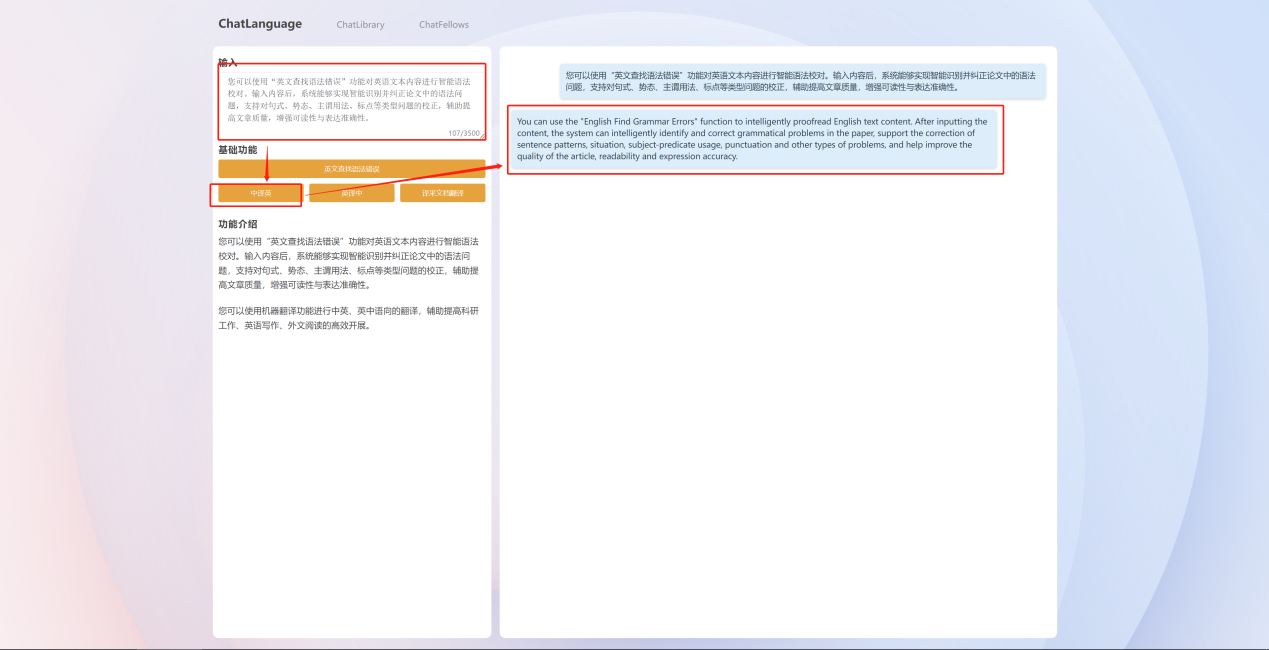 ChatLanguage ChatLibrary ChatFellows
输入
您可以使用“英文查找语法错误”功能对英语文本内容进行智能语法
校对。输入内容后，系统能够实现智能识别并纠正论文中的语法问
题，支持对句式、势态、主谓用法、标点等类型问题的校正，辅助提
高文章质量，增强可读性与表达准确性。
107/3500
基础功能
英文查找语法错误
中译英 英译中 译采文档翻译
功能介绍
您可以使用“英文查找语法错误”功能对英语文本内容进行智能语法
校对。输入内容后，系统能够实现智能识别并纠正论文中的语法问
题，支持对句式、势态、主谓用法、标点等类型问题的校正，辅助提
高文章质量，增强可读性与表达准确性。
您可以使用机器翻译功能进行中英、英中语向的翻译，辅助提高科研
工作、英语写作、外文阅读的高效开展。
您可以使用“英文查找语法错误”功能对英语文本内容进行智能语法校对。输入内容后，系统能够实现智能识别并纠正论文中的语法
问题，支持对句式、势态、主谓用法、标点等类型问题的校正，辅助提高文章质量，增强可读性与表达准确性。
You can use the "English Find Grammar Errors" function to intelligently proofread English text content. After inputting the
content, the system can intelligently identify and correct grammatical problems in the paper, support the correction of
sentence patterns, situation, subject-predicate usage, punctuation and other types of problems, and help improve the
quality of the article, readability and expression accuracy.